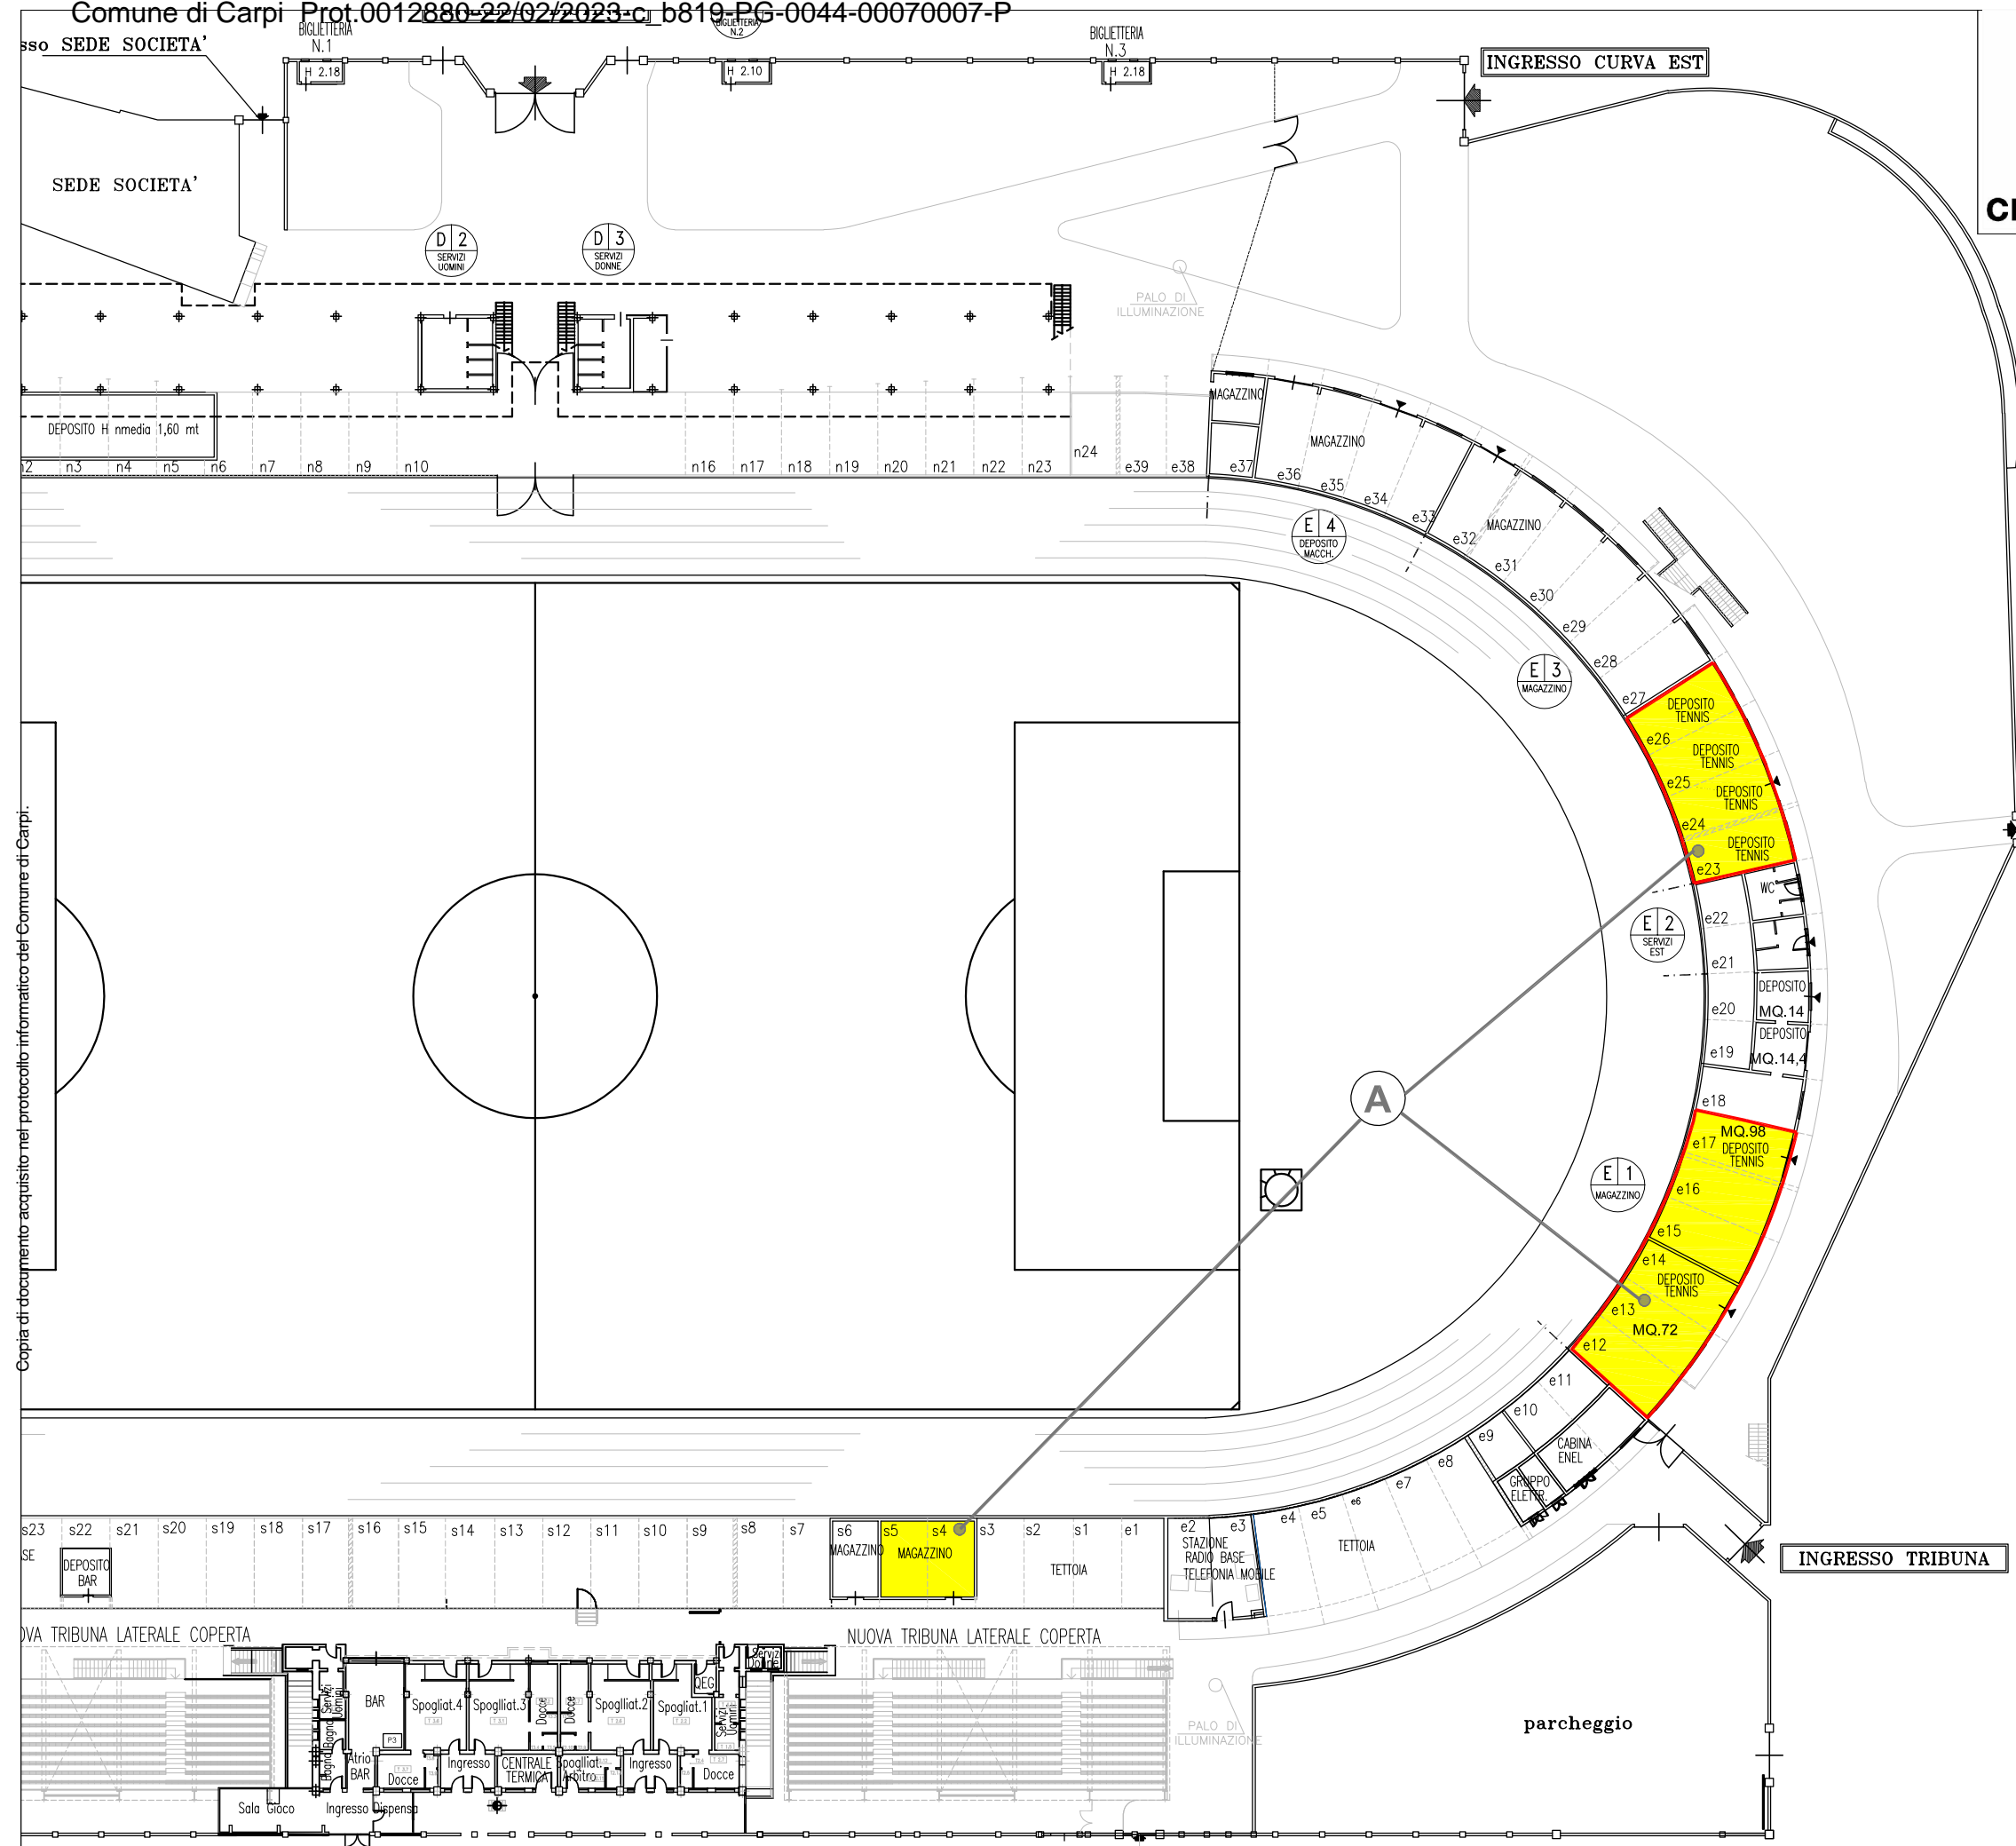 Comune di Carpi Prot.0012880-22/02/2023-c_b819-PG-0044-00070007-P
BIGLIETTERIA
N.1
BIGLIETTERIA
N.2
BIGLIETTERIA
N.3
H 2.18
H 2.10
H 2.18
SEDE SOCIETA'
INGRESSO CURVA EST
SEDE SOCIETA'
D 2
SERVIZI
UOMINI
D 3
SERVIZI
DONNE
PALO DI
ILLUMINAZIONE
DEPOSITO H nmedia 1,60 mt
n3 n4 n5 n6 n7 n8 n9 n10
n16 n17 n18 n19 n20 n21 n22 n23 n24 e39 e38 e37
MAGAZZINO
MAGAZZINO
e36 e35 e34 e33
MAGAZZINO
e32 e31 e30 e29 e28 e27
E 4
DEPOSITO
MACCH.
E 3
MAGAZZINO
DEPOSITO
TENNIS
e26
DEPOSITO
TENNIS
e25
DEPOSITO
TENNIS
e24
DEPOSITO
TENNIS
e23
WC
e22
E 2
SERVIZI
EST
e21
DEPOSITO
MQ.14
e20
DEPOSITO
MQ.14,4
e19
e18
A
MQ.98
e17
DEPOSITO
TENNIS
E 1
MAGAZZINO
e16
e15
e14
DEPOSITO
TENNIS
e13
MQ.72
e12
e11
e10
e9
CABINA
ENEL
GRUPPO
ELETTR.
e8
e7
e6
e5
e4
TETTOIA
Copia di documento acquisito nel protocollo informatico del Comune di Carpi.
s23 s22 s21 s20 s19 s18 s17 s16 s15 s14 s13 s12 s11 s10 s9 s8 s7 s6 s5 s4 s3 s2 s1 e1 e2 e3
DEPOSITO
BAR
MAGAZZINO
MAGAZZINO
TETTOIA
STAZIONE
RADIO BASE
TELEFONIA MOBILE
INGRESSO TRIBUNA
TRIBUNA LATERALE COPERTA
NUOVA TRIBUNA LATERALE COPERTA
Servizi
Donne
QEG
Servizi
Uomini
BAR
P3
Spogliat.4
Spogliat.3
Docce
Docce
Spogliat.2
Spogliat.1
Servizi
Uomini
Bagno
Bagno
Atrio
BAR
Docce
Ingresso
CENTRALE
TERMICA
Spogliat.
Arbitro
Ingresso
Docce
Sala Gioco
Ingresso Dispensa
PALO DI
ILLUMINAZIONE
parcheggio